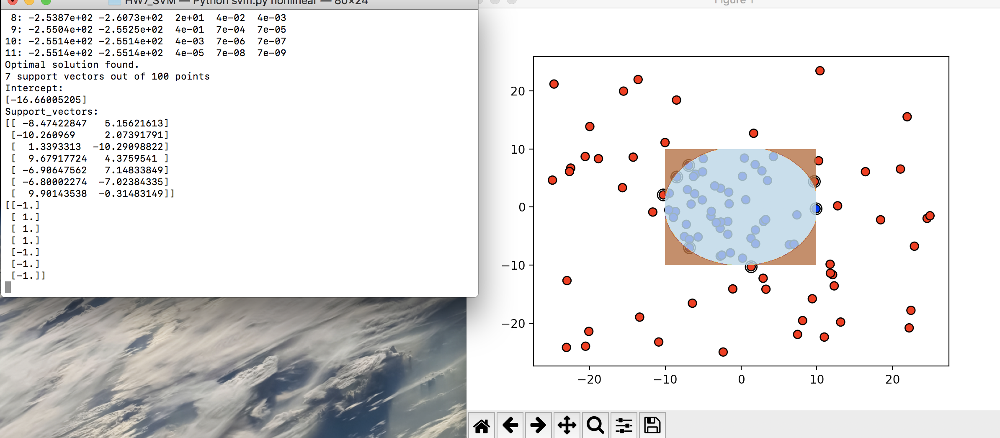 HW7_SVM — Python svm.py nonlinear — 80×24
 8: -2.5387e+02 -2.6073e+02  2e+01  4e-02  4e-03
 9: -2.5504e+02 -2.5525e+02  4e-01  7e-04  7e-05
10: -2.5514e+02 -2.5514e+02  4e-03  7e-06  7e-07
11: -2.5514e+02 -2.5514e+02  4e-05  7e-08  7e-09
Optimal solution found.
7 support vectors out of 100 points
Intercept:
[-16.66005205]
Support_vectors:
[[ -8.47422847   5.15621613]
 [-10.260969     2.07391791]
 [  1.3393313  -10.29098822]
 [  9.67917724   4.3759541 ]
 [ -6.90647562   7.14833849]
 [ -6.80002274  -7.02384335]
 [  9.90143538  -0.31483149]]
[[-1.]
 [ 1.]
 [ 1.]
 [ 1.]
 [-1.]
 [-1.]
 [-1.]]
Figure 1
20
10
0
−10
−20
−20
−10
0
10
20